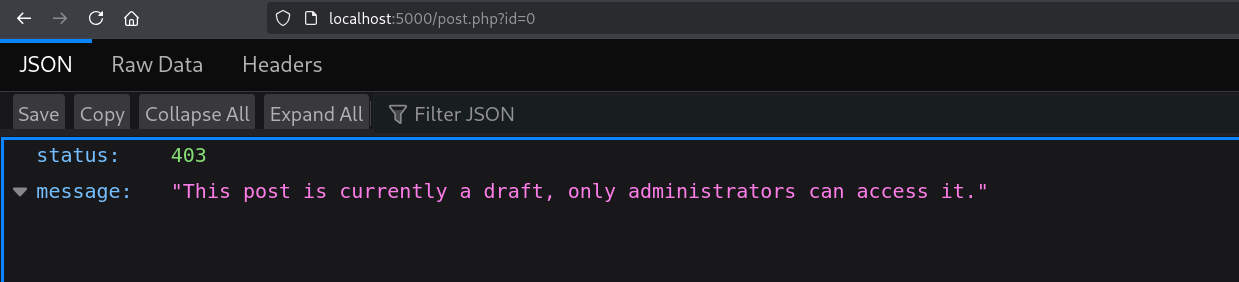 localhost:5000/post.php?id=0
JSON Raw Data Headers
Save Copy Collapse All Expand All Filter JSON
status: 403
message: "This post is currently a draft, only administrators can access it."